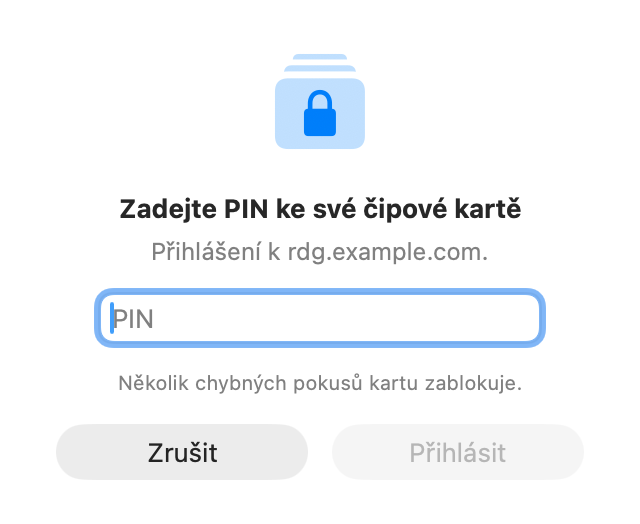 Zadejte PIN ke své čipové kartě
Přihlášení k rdg.example.com.
PIN
Několik chybných pokusů kartu zablokuje.
Zrušit
Přihlásit